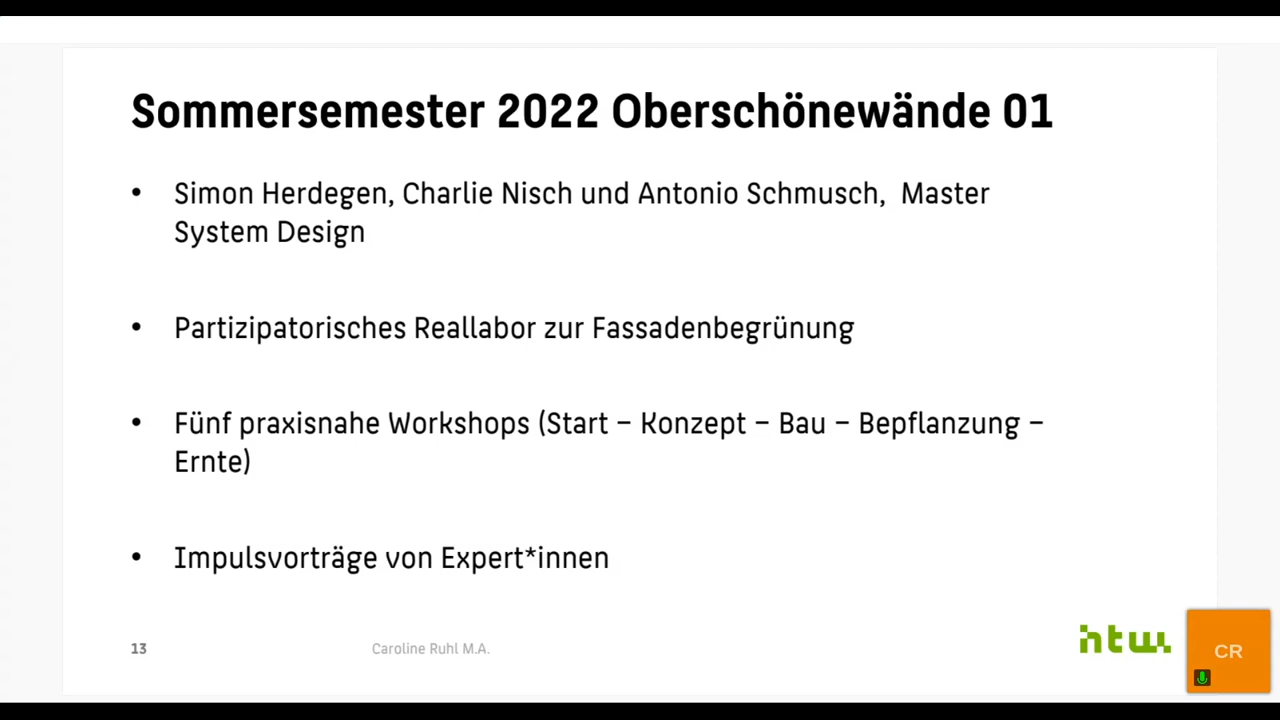 Sommersemester 2022 Oberschönewände 01
• Simon Herdegen, Charlie Nisch und Antonio Schmusch, Master
System Design
• Partizipatorisches Reallabor zur Fassadenbegrünung
• Fünf praxisnahe Workshops (Start – Konzept – Bau – Bepflanzung –
Ernte)
• Impulsvorträge von Expert*innen
13
Caroline Ruhl M.A.
htw.
CR